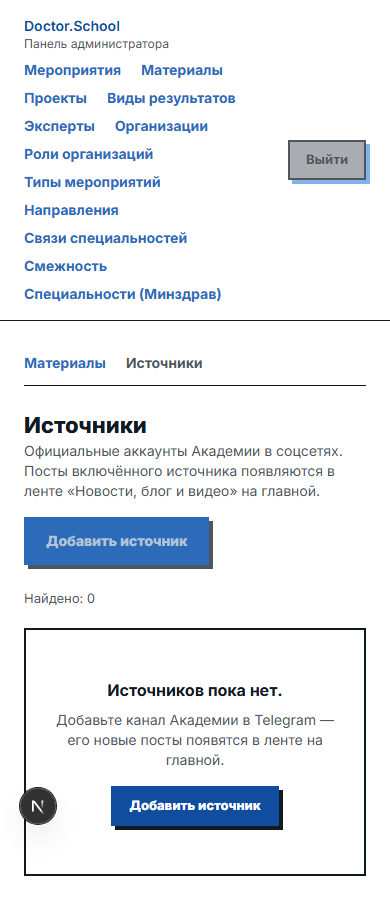 Doctor.School
Панель администратора
Мероприятия Материалы
Проекты Виды результатов
Эксперты Организации
Роли организаций
Выйти
Типы мероприятий
Направления
Связи специальностей
Смежность
Специальности (Минздрав)
Материалы Источники
Источники
Официальные аккаунты Академии в соцсетях.
Посты включённого источника появляются в
ленте «Новости, блог и видео» на главной.
Добавить источник
Найдено: 0
Источников пока нет.
Добавьте канал Академии в Telegram —
его новые посты появятся в ленте на
главной.
N
Добавить источник